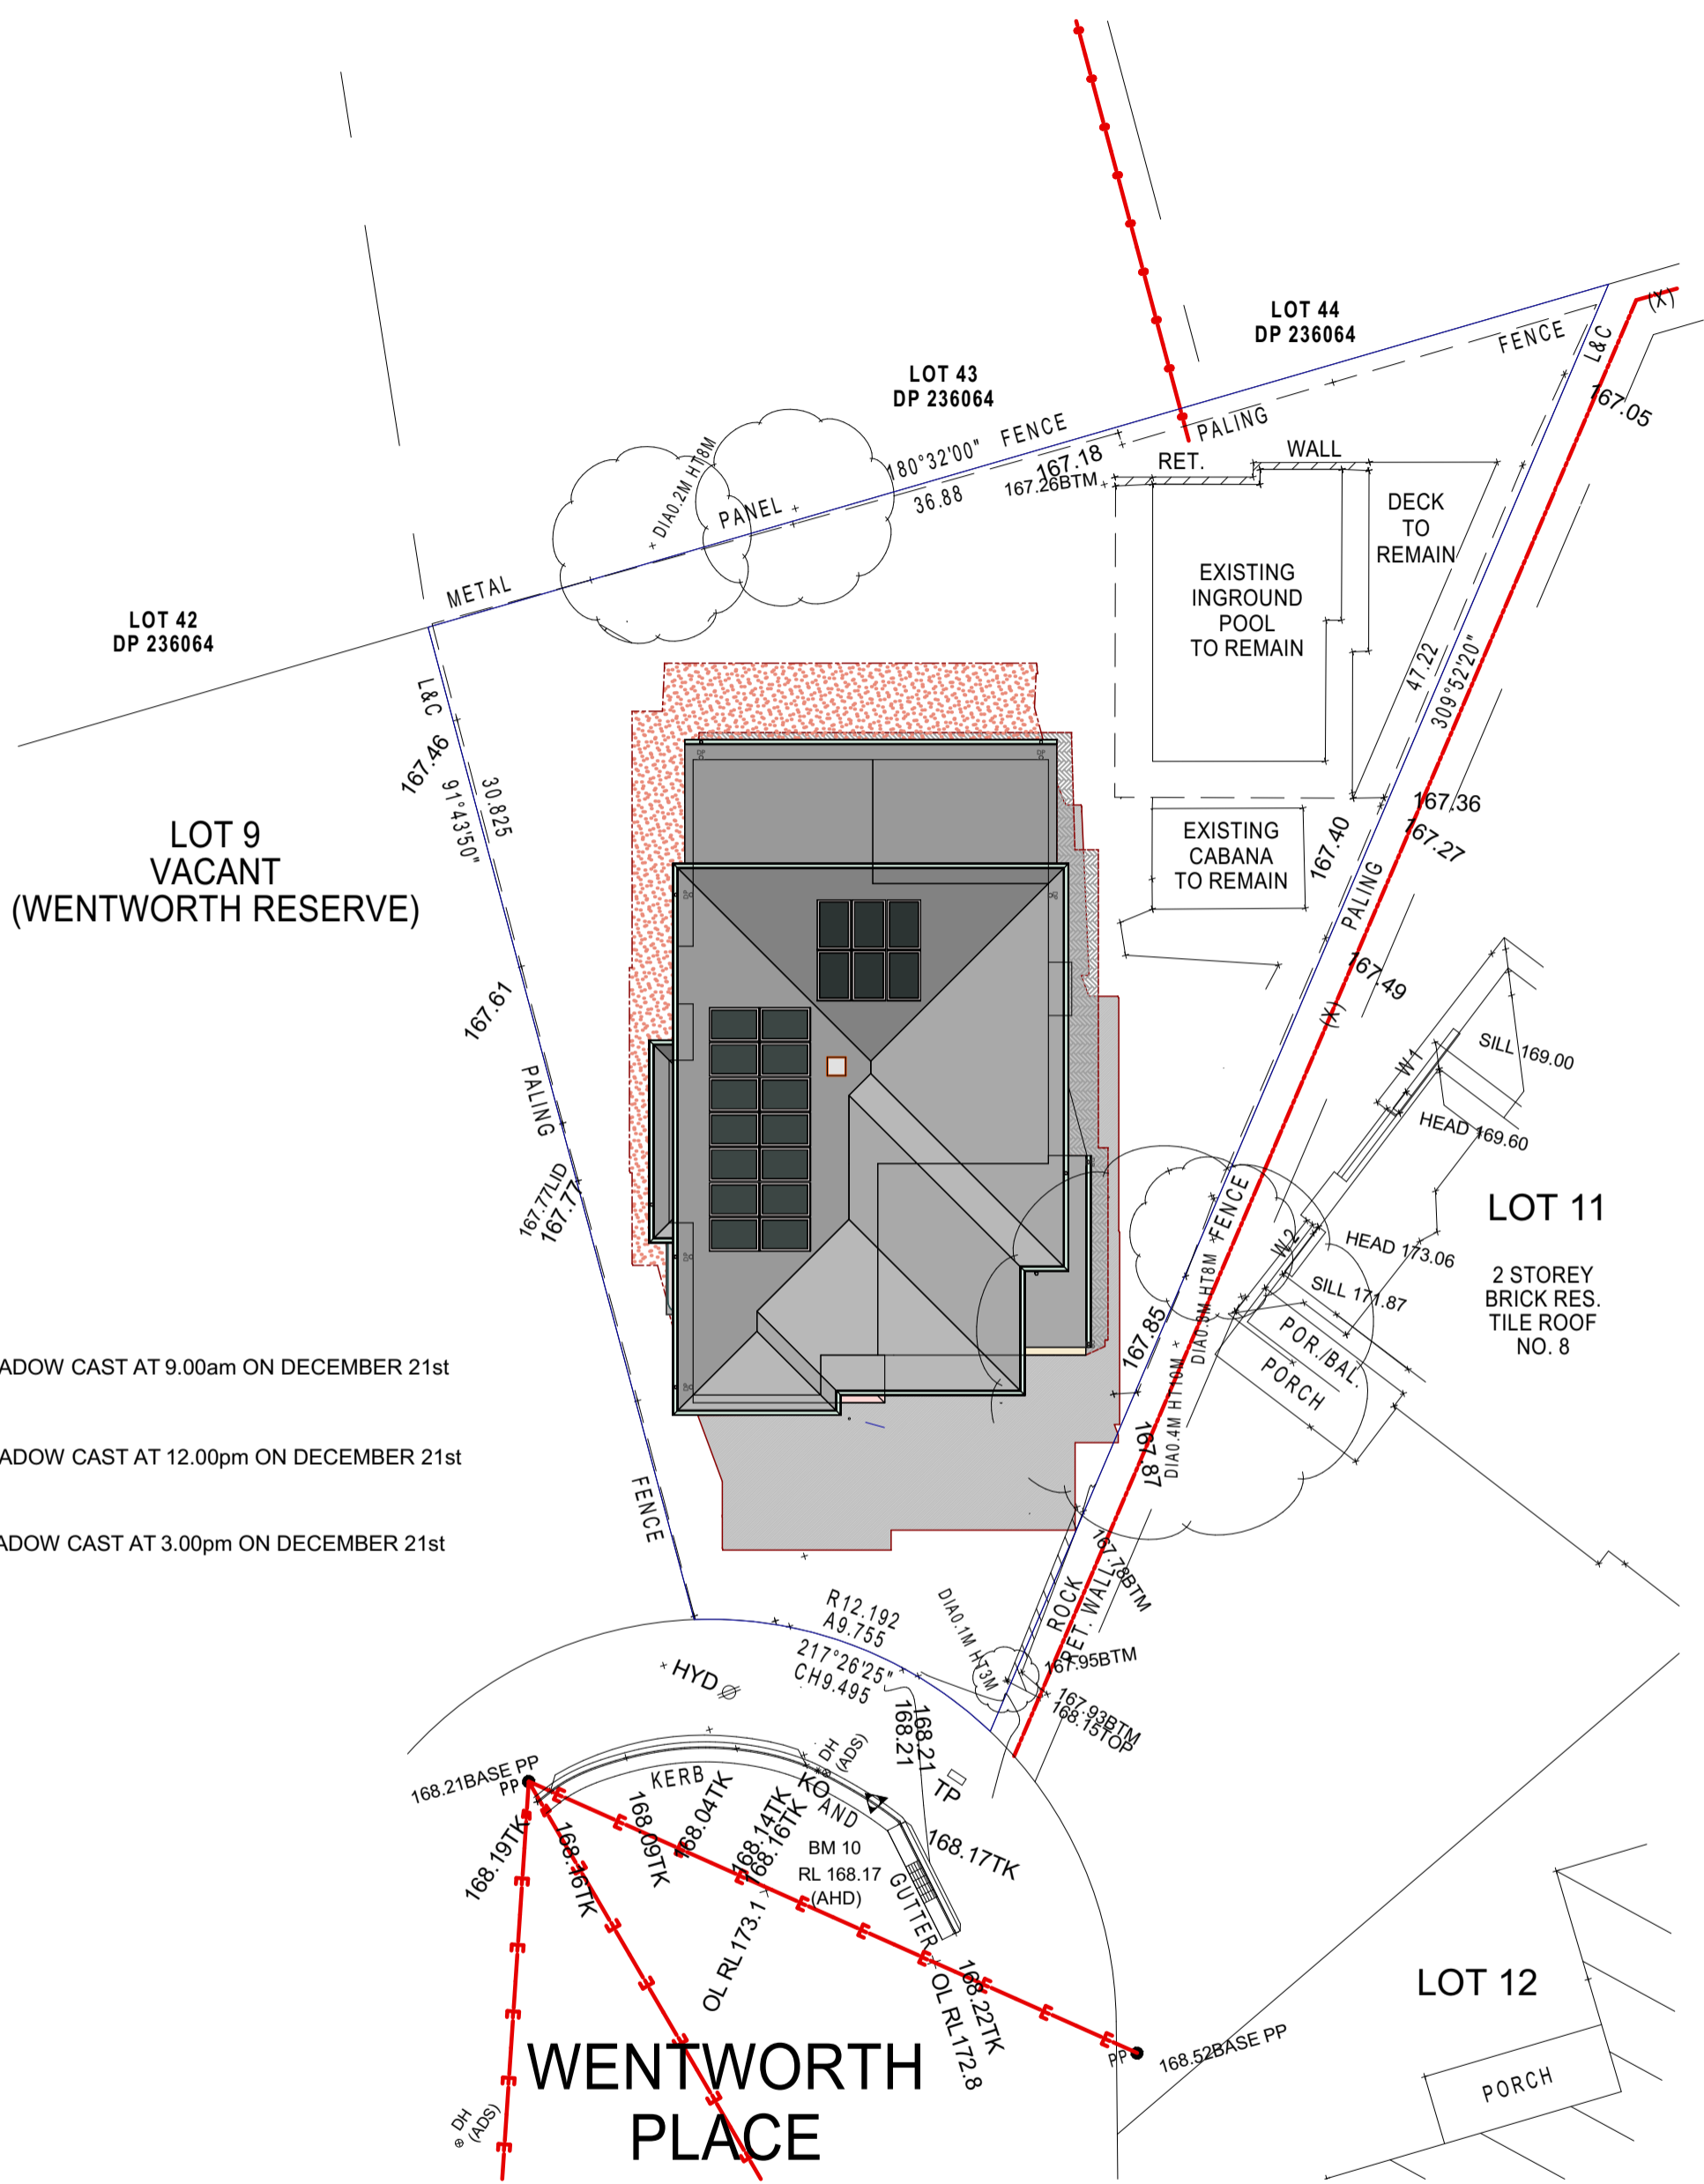 LOT 44
DP 236064
FENCE
L&C
(X)
167.05
LOT 43
DP 236064
FENCE
PALING
180°32'00"
167.18
RET.
WALL
167.26BTM
36.88
DIA0.2M HT8M
PANEL
METAL
DECK
TO
REMAIN
EXISTING
INGROUND
POOL
TO REMAIN
47.22
309°52'20"
LOT 42
DP 236064
L&C
167.46
30.825
91°43'50"
LOT 9
VACANT
(WENTWORTH RESERVE)
167.36
167.27
167.40
EXISTING
CABANA
TO REMAIN
PALING
167.49
(X)
167.61
PALING
W1
SILL 169.00
HEAD 169.60
167.77LID
167.77
FENCE
LOT 11
W2
HEAD 173.06
SILL 171.87
2 STOREY
BRICK RES.
TILE ROOF
NO. 8
POR./BAL.
PORCH
DIA0.3M HT8M
167.85
DIA0.4M HT10M
167.87
ADOW CAST AT 9.00am ON DECEMBER 21st
ADOW CAST AT 12.00pm ON DECEMBER 21st
ADOW CAST AT 3.00pm ON DECEMBER 21st
FENCE
167.78BTM
ROCK
RET. WALL
R12.192
A9.755
217°26'25"
CH9.495
DIA0.1M HT3M
167.95BTM
167.93BTM
168.15TOP
HYD
168.21
168.21
DH
(ADS)
TP
168.21BASE PP
PP
KERB
KO
AND
GUTTER
168.19TK
168.16TK
168.09TK
168.04TK
168.14TK
168.16TK
BM 10
RL 168.17
(AHD)
168.17TK
OL RL173.1
168.22TK
OL RL172.8
PP
168.52BASE PP
LOT 12
PORCH
WENTWORTH
PLACE
DH
(ADS)